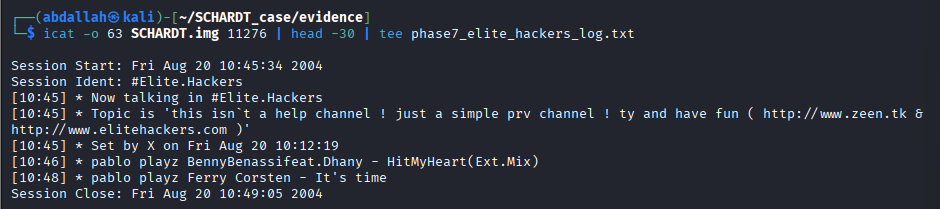 ┌──(abdallah㉿kali)-[~/SCHARDT_case/evidence]
└─$ icat -o 63 SCHARDT.img 11276 | head -30 | tee phase7_elite_hackers_log.txt
Session Start: Fri Aug 20 10:45:34 2004
Session Ident: #Elite.Hackers
[10:45] * Now talking in #Elite.Hackers
[10:45] * Topic is 'this isn`t a help channel ! just a simple prv channel ! ty and have fun ( http://www.zeen.tk &
http://www.elitehackers.com )'
[10:45] * Set by X on Fri Aug 20 10:12:19
[10:46] * pablo playz BennyBenassifeat.Dhany - HitMyHeart(Ext.Mix)
[10:48] * pablo playz Ferry Corsten - It's time
Session Close: Fri Aug 20 10:49:05 2004